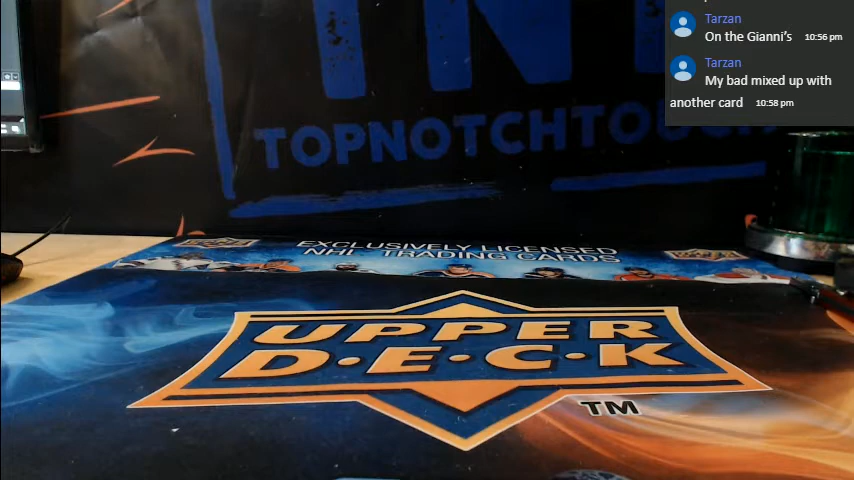 Tarzan
On the Gianni's 10:56 pm
Tarzan
My bad mixed up with
another card 10:58 pm
TOPNOTCHTOU
EXCLUSIVELY LICENSED
NHL TRADING CARDS
UPPER
D·E·C·K
TM